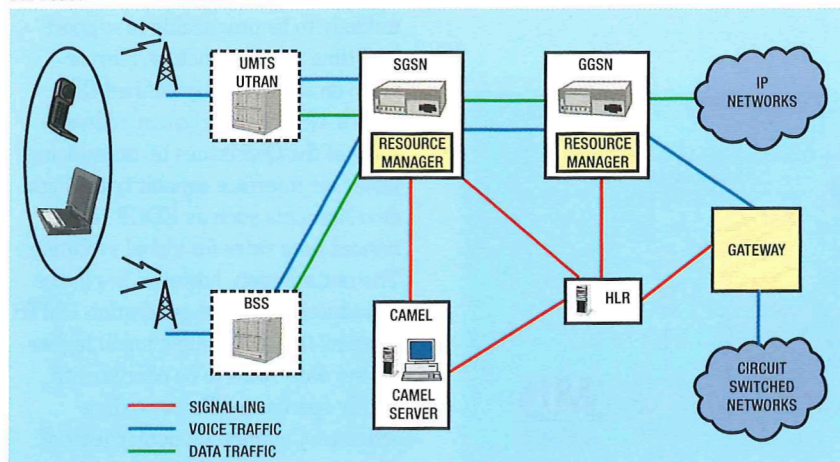 UMTS
UTRAN
SGSN
GGSN
IP
NETWORKS
RESOURCE
MANAGER
RESOURCE
MANAGER
GATEWAY
BSS
CAMEL
HLR
CAMEL
SERVER
CIRCUIT
SWITCHED
NETWORKS
SIGNALLING
VOICE TRAFFIC
DATA TRAFFIC